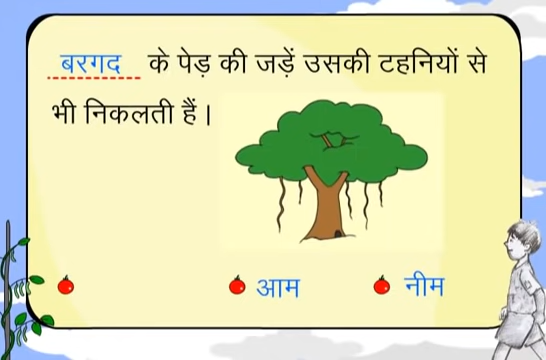 बरगद के पेड़ की जड़ें उसकी टहनियों से
भी निकलती हैं।
आम नीम